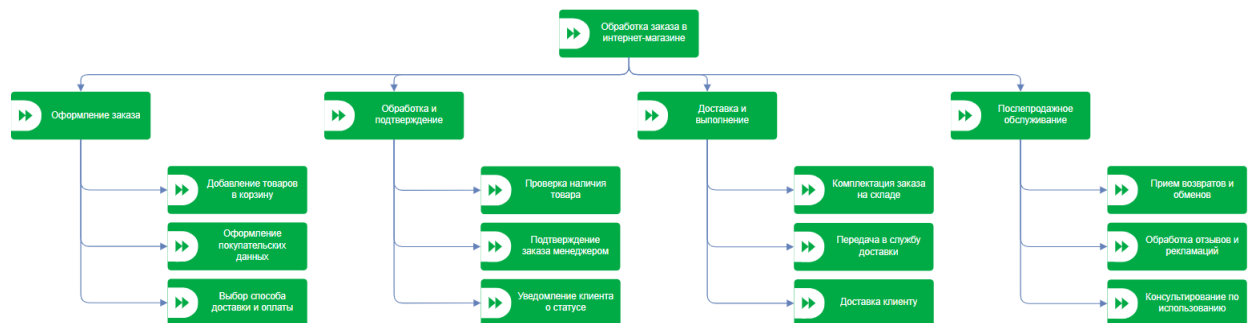 Обработка заказа в
интернет-магазине
Оформление заказа
Обработка и
подтверждение
Доставка и
выполнение
Послепродажное
обслуживание
Добавление товаров
в корзину
Оформление
покупательских
данных
Выбор способа
доставки и оплаты
Проверка наличия
товара
Подтверждение
заказа менеджером
Уведомление клиента
о статусе
Комплектация заказа
на складе
Передача в службу
доставки
Доставка клиенту
Прием возвратов и
обменов
Обработка отзывов и
рекламаций
Консультирование по
использованию